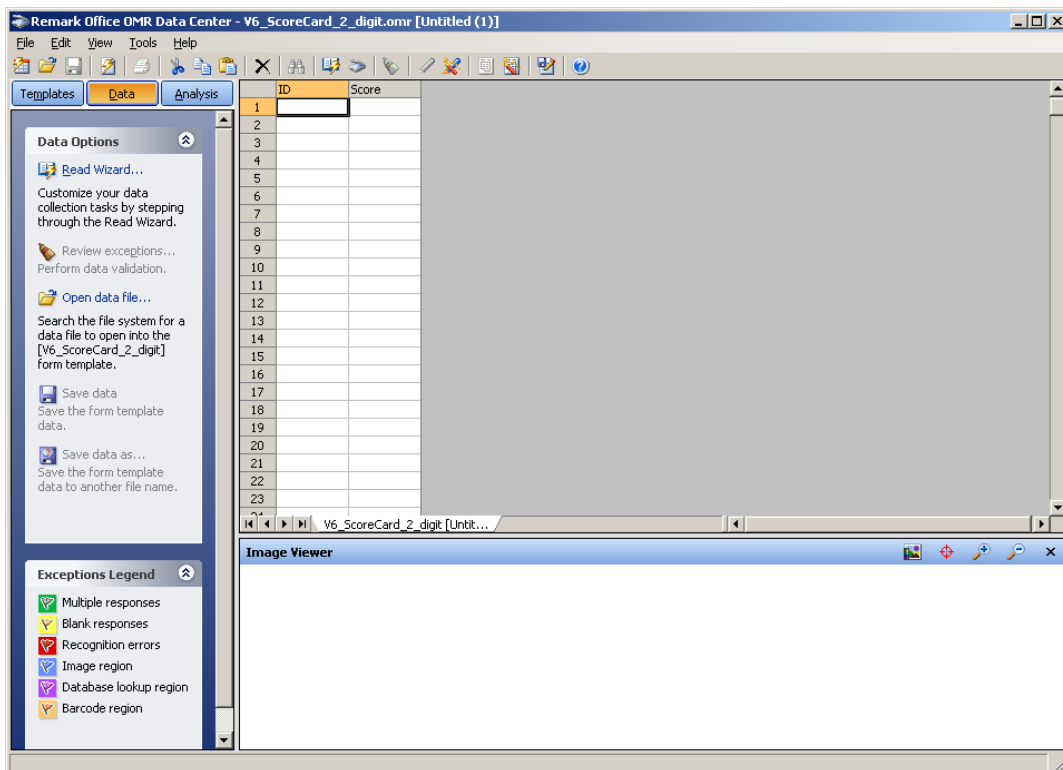 Remark Office OMR Data Center - V6_ScoreCard_2_digit.omr [Untitled (1)]
File Edit View Tools Help
Templates Data Analysis
Data Options
Read Wizard...
Customize your data
collection tasks by stepping
through the Read Wizard.
Review exceptions...
Perform data validation.
Open data file...
Search the file system for a
data file to open into the
[V6_ScoreCard_2_digit]
form template.
Save data
Save the form template
data.
Save data as...
Save the form template
data to another file name.
Exceptions Legend
Multiple responses
Blank responses
Recognition errors
Image region
Database lookup region
Barcode region
ID Score
1
2
3
4
5
6
7
8
9
10
11
12
13
14
15
16
17
18
19
20
21
22
23
24
V6_ScoreCard_2_digit [Untit...
Image Viewer